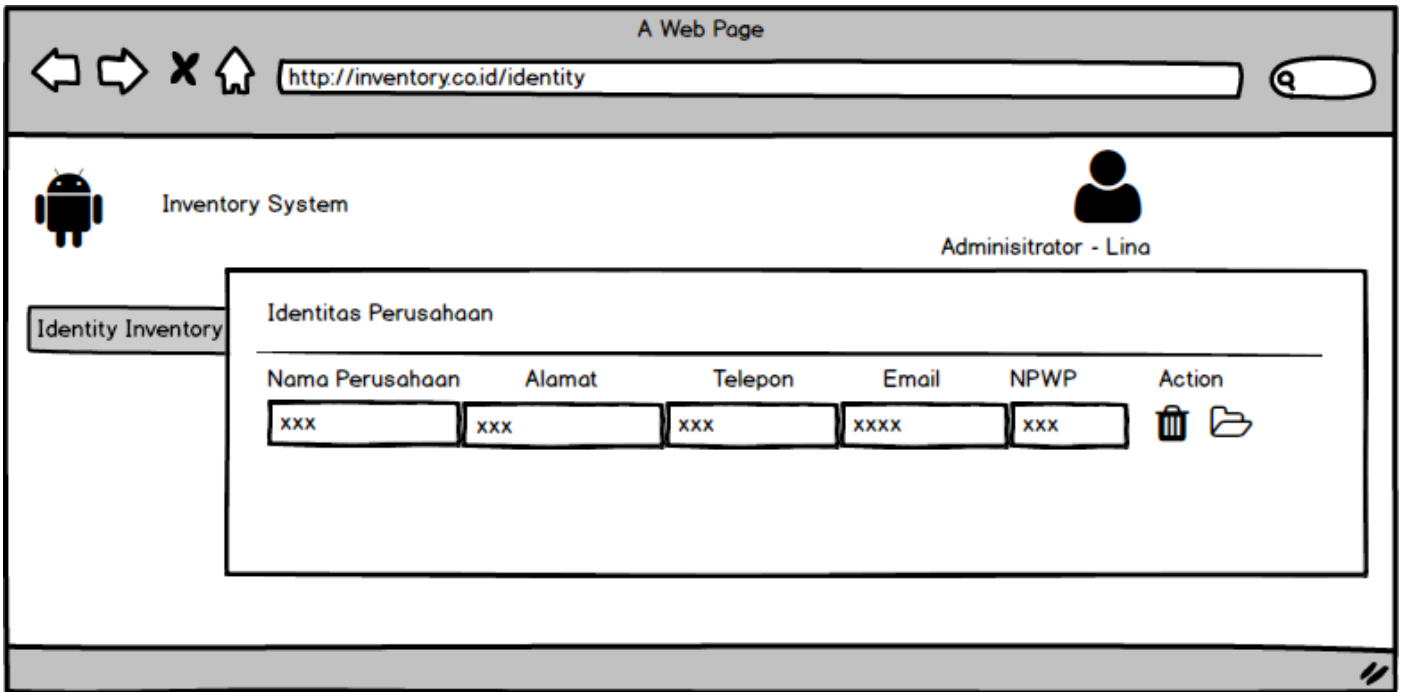 A Web Page
http://inventory.co.id/identity
Inventory System
Adminisitrator - Lina
Identity Inventory
Identitas Perusahaan
Nama Perusahaan Alamat Telepon Email NPWP Action
xxx xxx xxx xxxx xxx